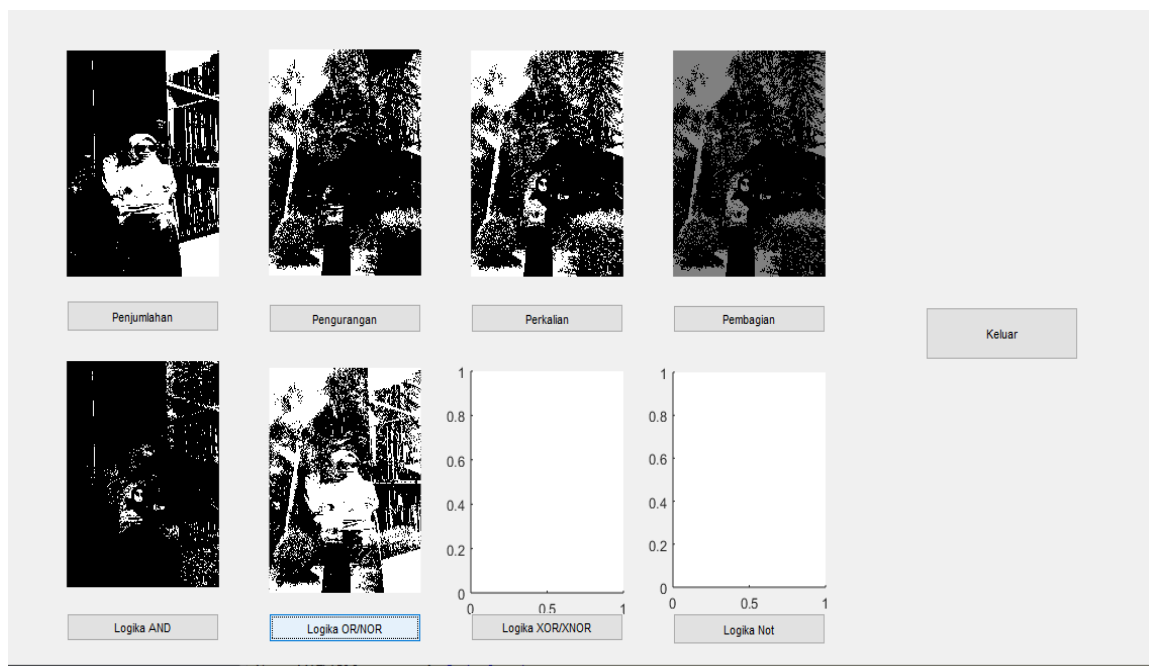 Penjumlahan
Pengurangan
Perkalian
Pembagian
Keluar
1
0.8
0.6
0.4
0.2
0
0
0.5
1
1
0.8
0.6
0.4
0.2
0
0
0.5
1
Logika AND
Logika OR/NOR
Logika XOR/XNOR
Logika Not